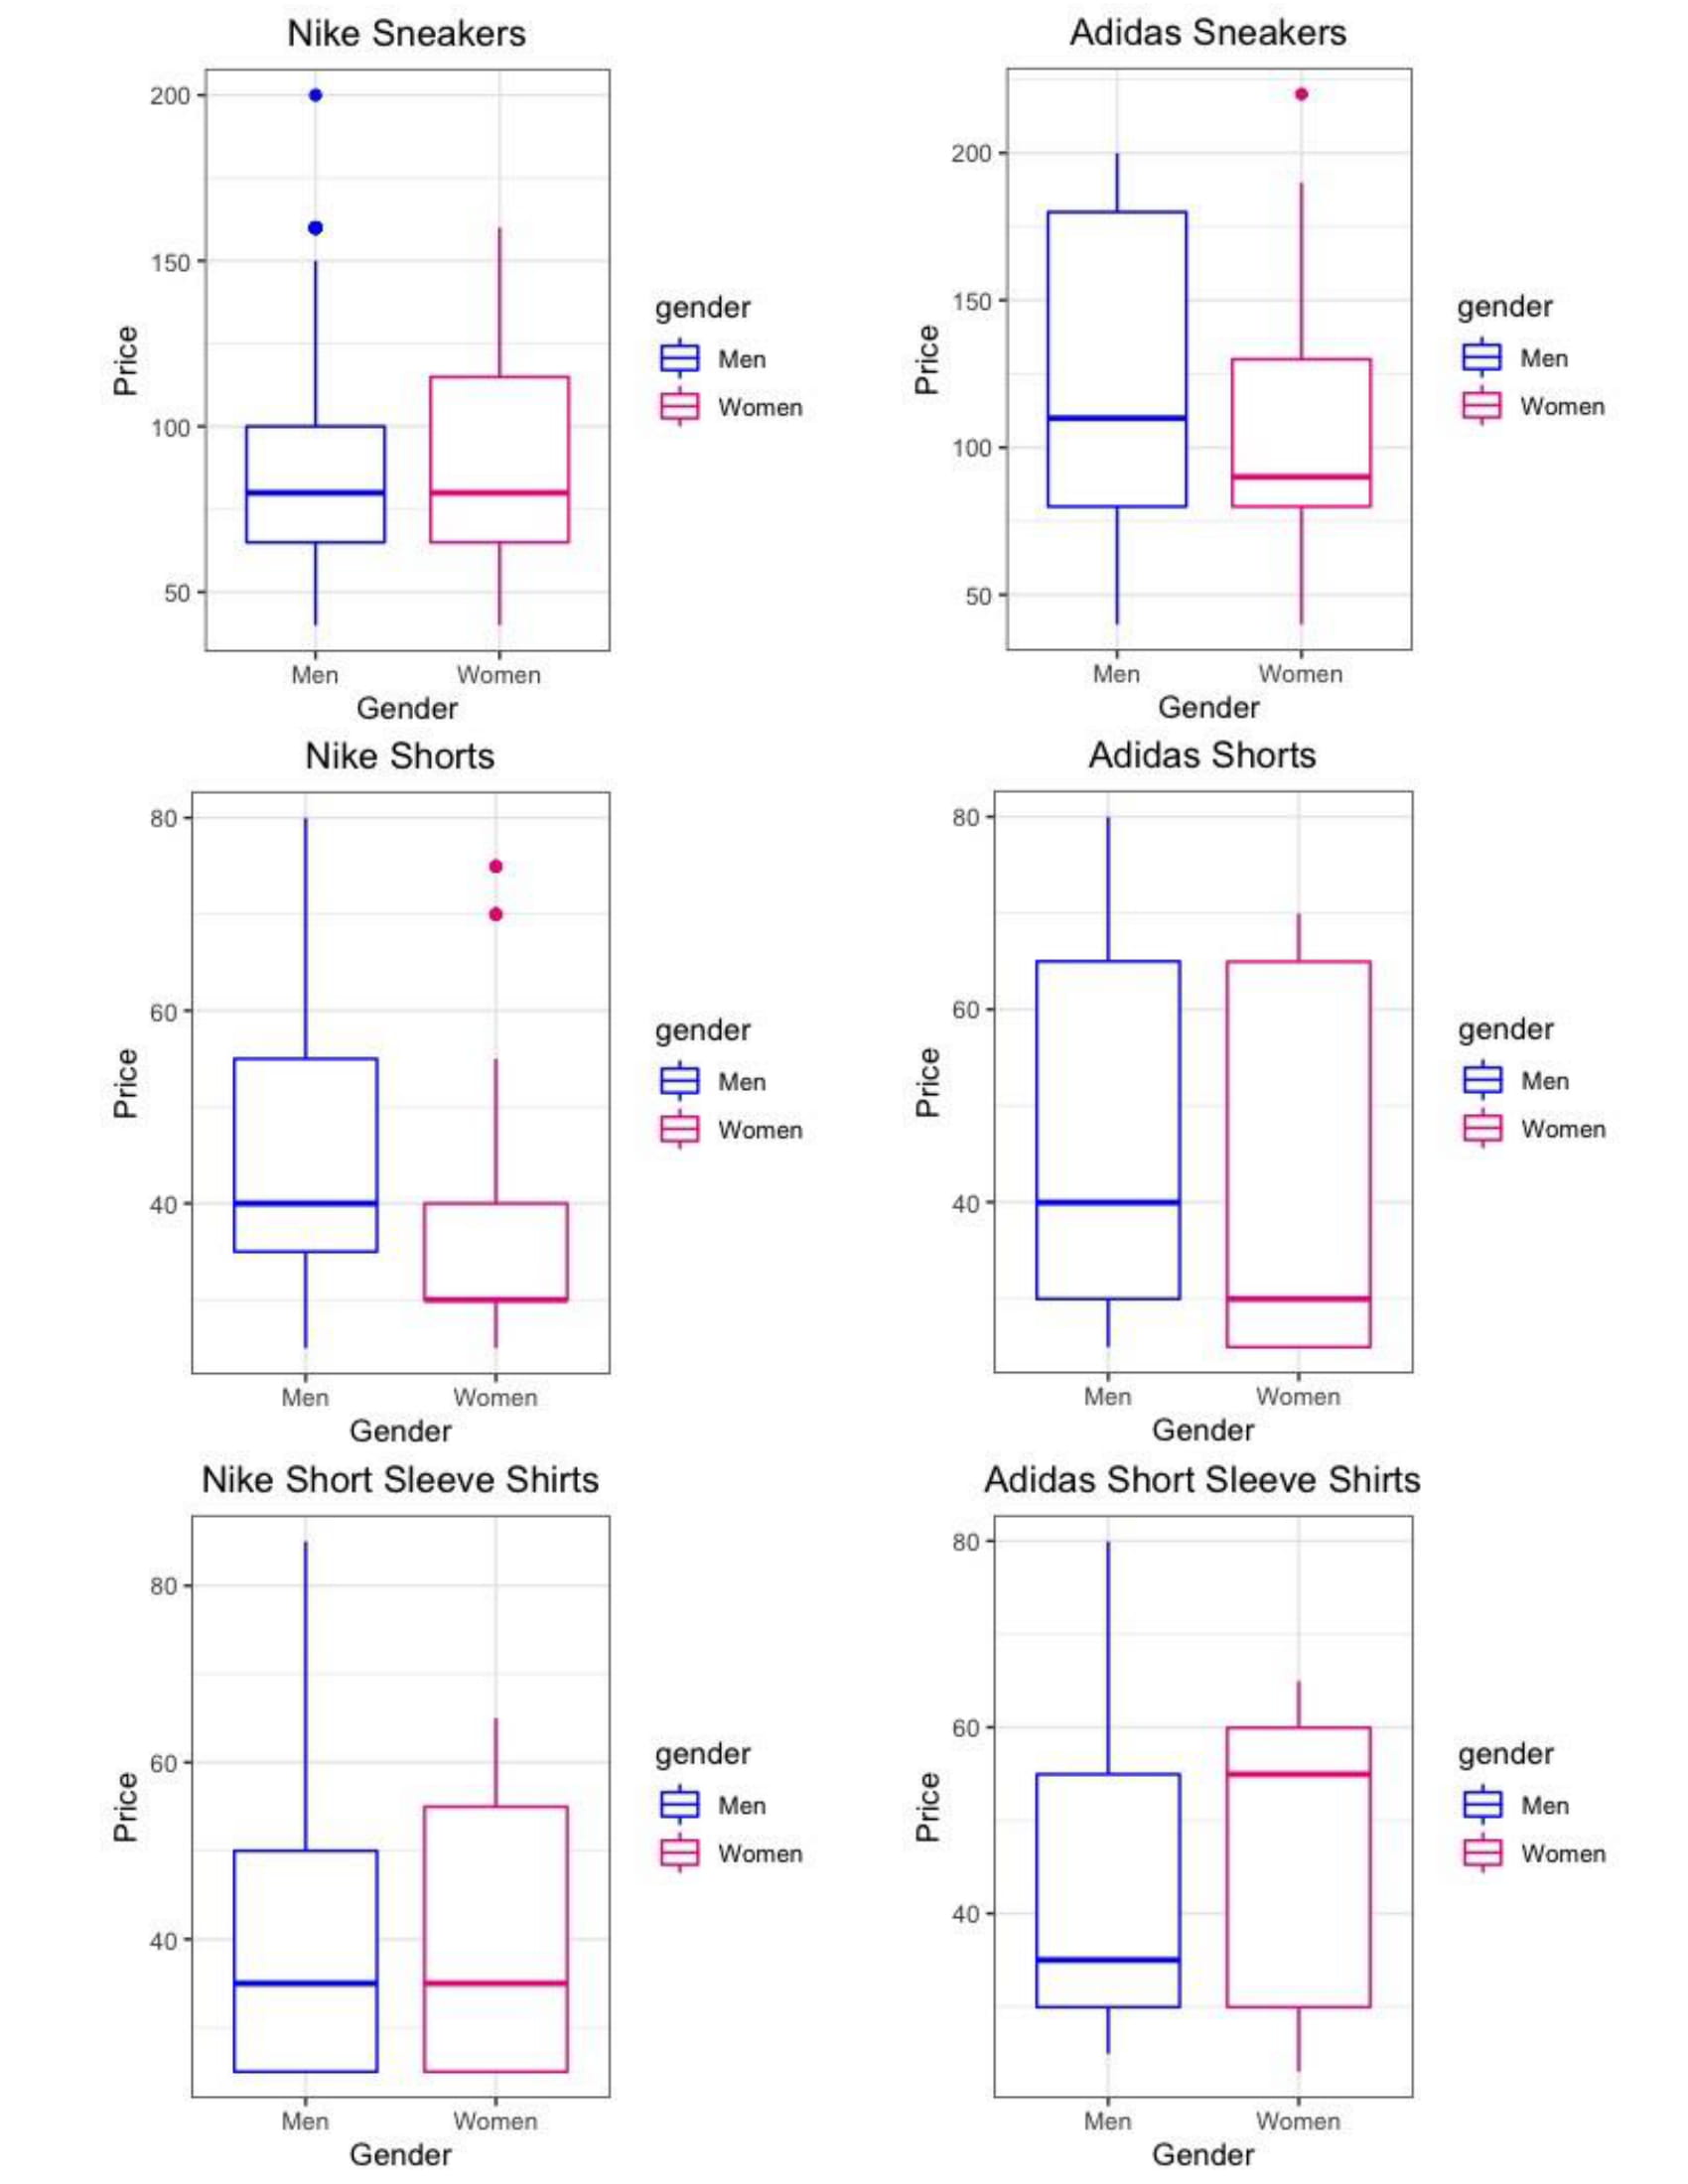 Nike Sneakers
200
150
100
50
Price
Men
Women
Gender
gender
Men
Women
Adidas Sneakers
200
150
100
50
Price
Men
Women
Gender
gender
Men
Women
Nike Shorts
80
60
40
Price
Men
Women
Gender
gender
Men
Women
Adidas Shorts
80
60
40
Price
Men
Women
Gender
gender
Men
Women
Nike Short Sleeve Shirts
80
60
40
Price
Men
Women
Gender
gender
Men
Women
Adidas Short Sleeve Shirts
80
60
40
Price
Men
Women
Gender
gender
Men
Women